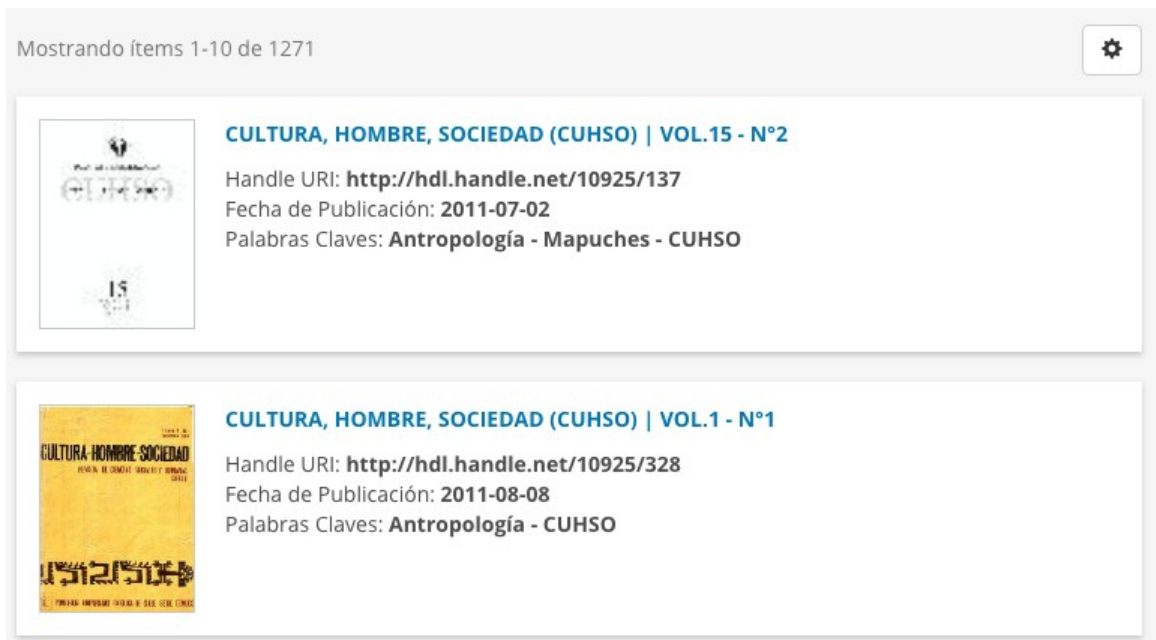 Mostrando ítems 1-10 de 1271
CULTURA, HOMBRE, SOCIEDAD (CUHSO) | VOL.15 - N°2
Handle URI: http://hdl.handle.net/10925/137
Fecha de Publicación: 2011-07-02
Palabras Claves: Antropología - Mapuches - CUHSO
CUHSO
15
CULTURA, HOMBRE, SOCIEDAD (CUHSO) | VOL.1 - N°1
Handle URI: http://hdl.handle.net/10925/328
Fecha de Publicación: 2011-08-08
Palabras Claves: Antropología - CUHSO
CULTURA-HOMBRE-SOCIEDAD